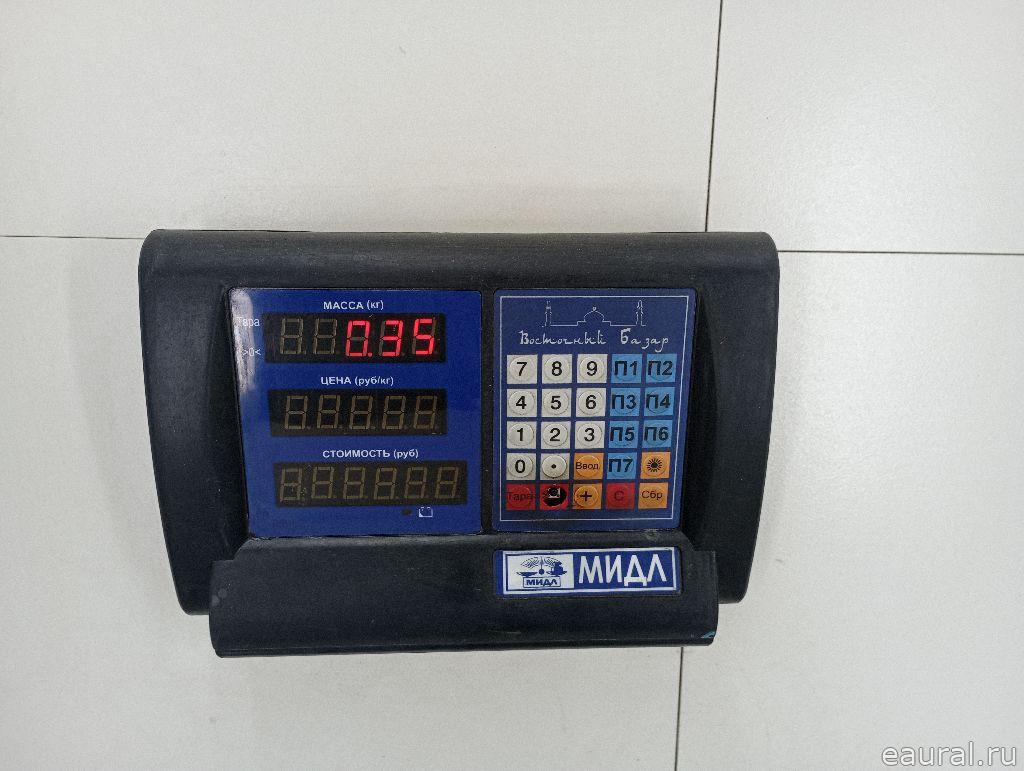 МАССА (кг)
Тара
0.35
>0<
ЦЕНА (руб/кг)
СТОИМОСТЬ (руб)
Восточный Базар
7 8 9 П1 П2
4 5 6 П3 П4
1 2 3 П5 П6
0 . Ввод П7
Тара + С Сбр
МИДЛ МИДЛ
eaural.ru